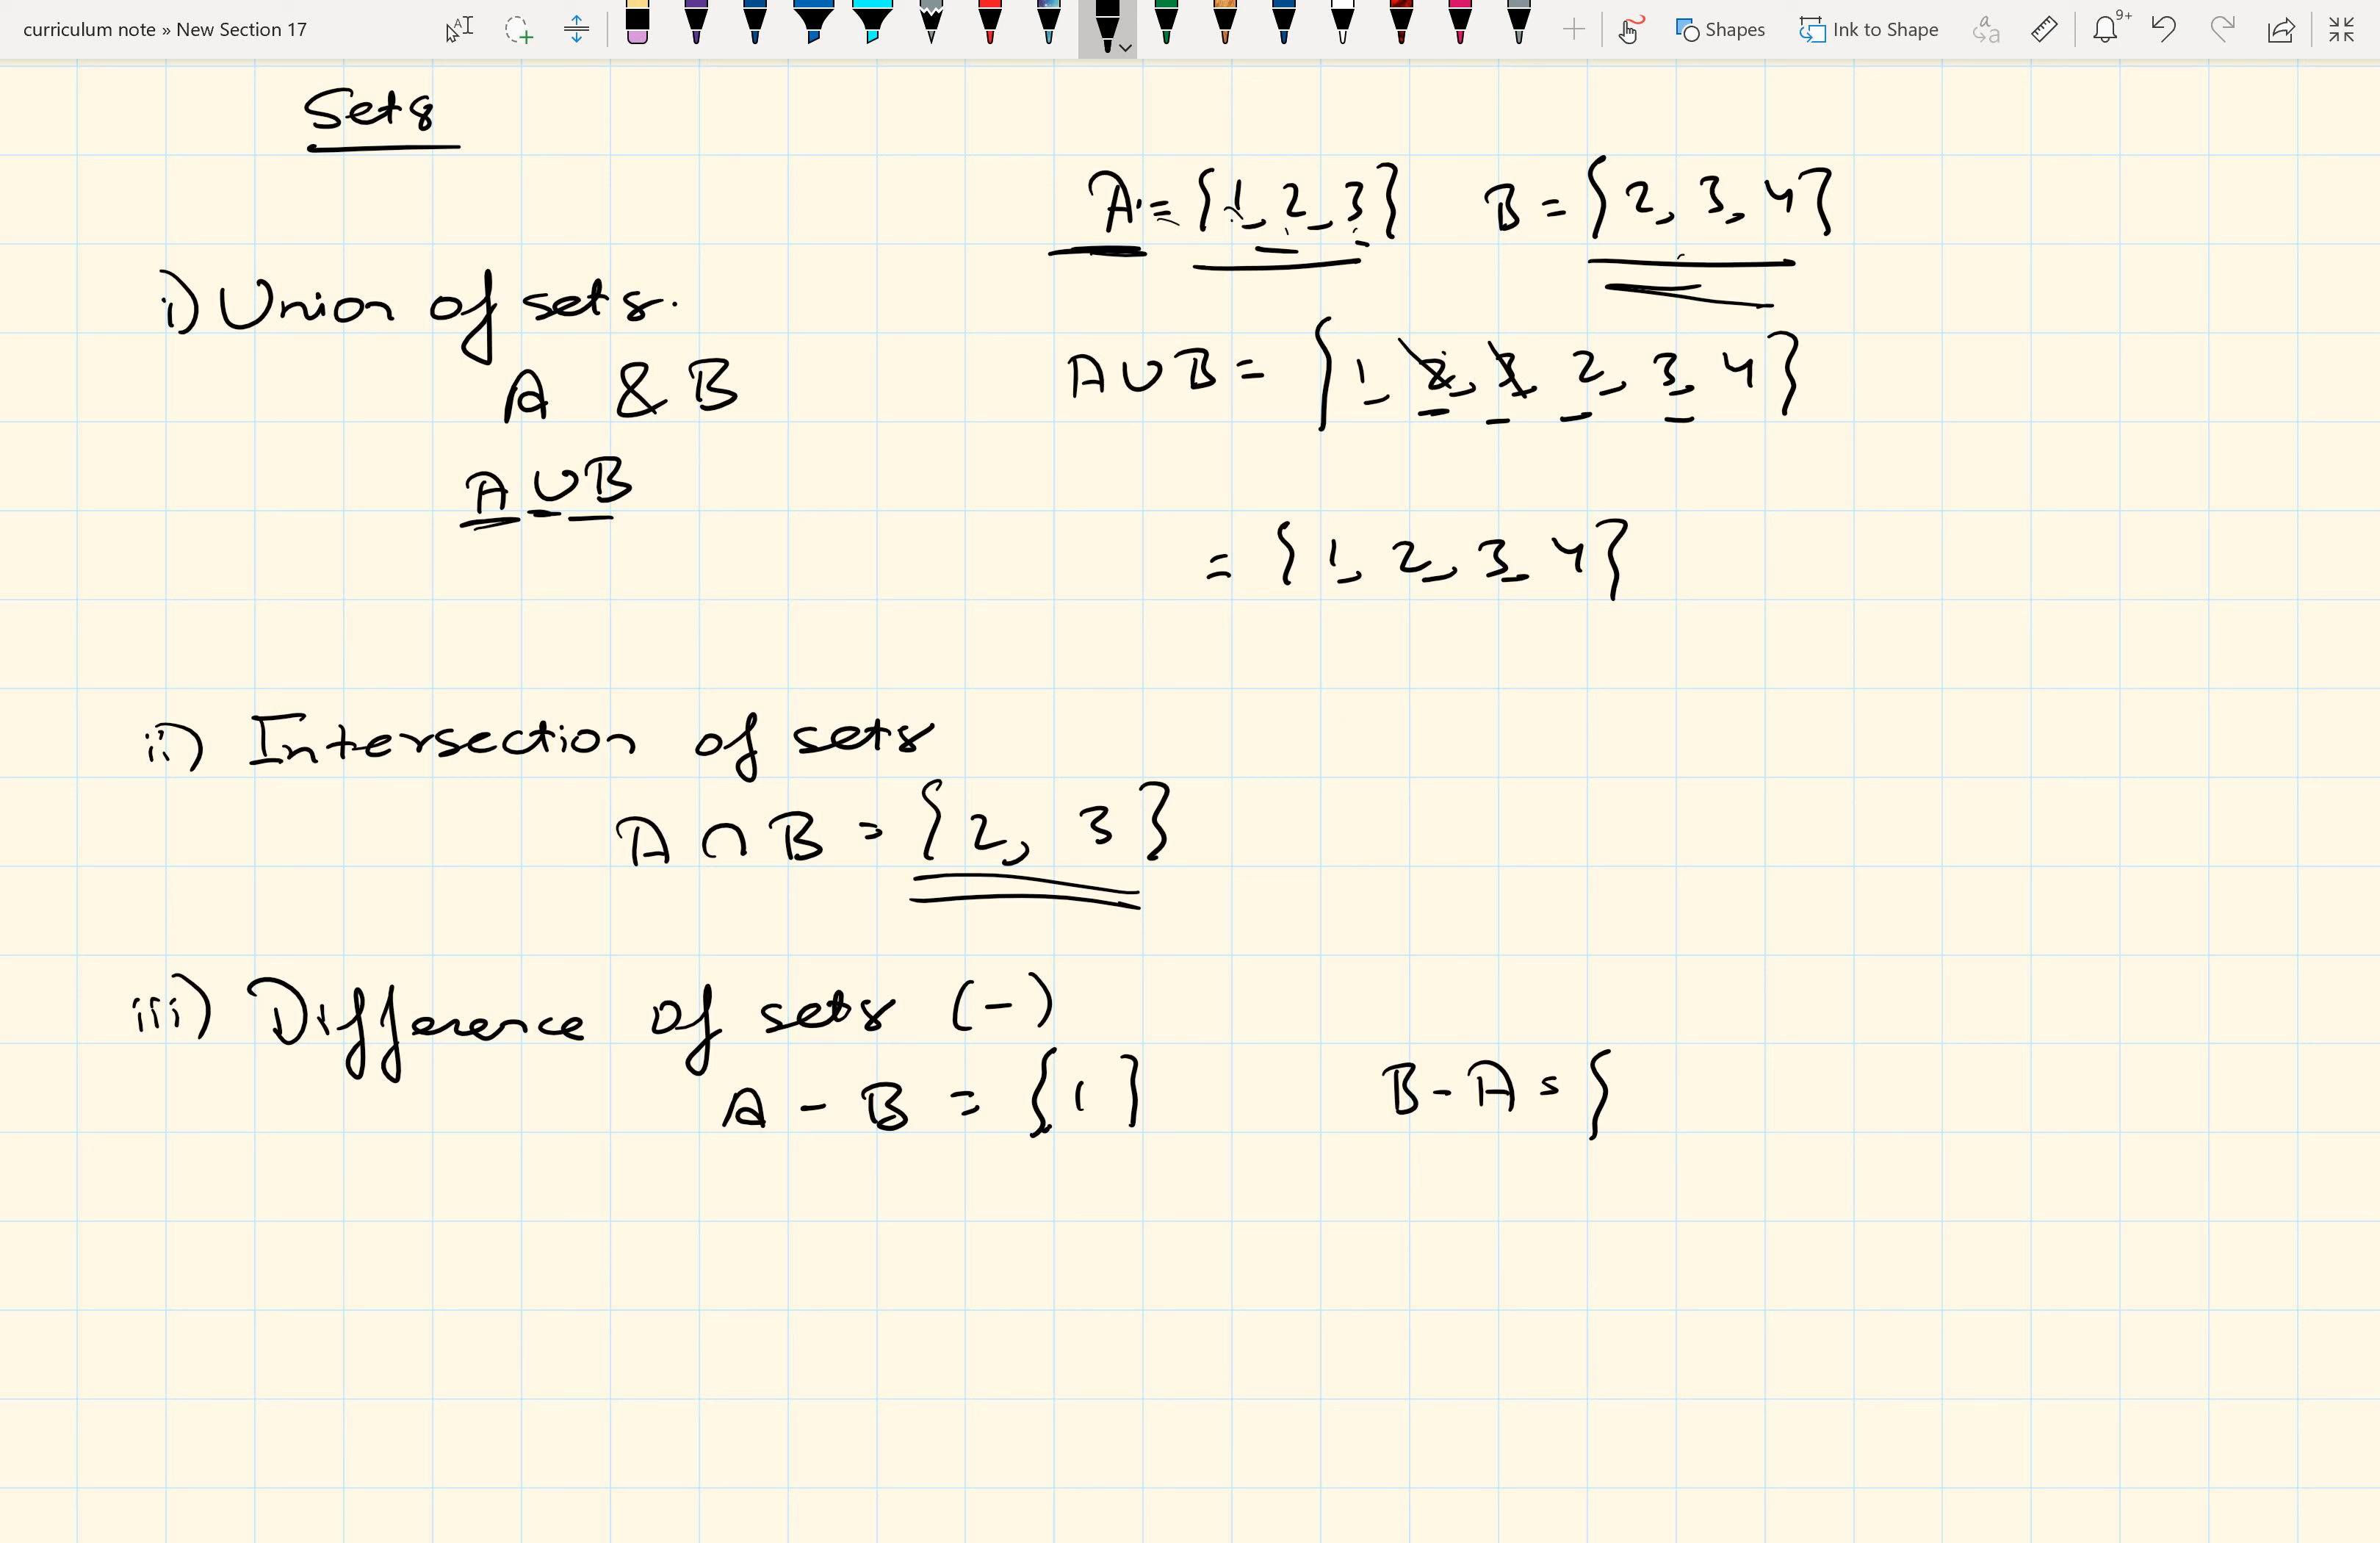 curriculum note » New Section 17
Shapes
Ink to Shape
9+
Sets
A = {1, 2, 3} B = {2, 3, 4}
i) Union of sets.
A & B
A ∪ B
A ∪ B = {1, 2, 3, 2, 3, 4}
= {1, 2, 3, 4}
ii) Intersection of sets
A ∩ B = {2, 3}
iii) Difference of sets (-)
A - B = {1} B - A = {